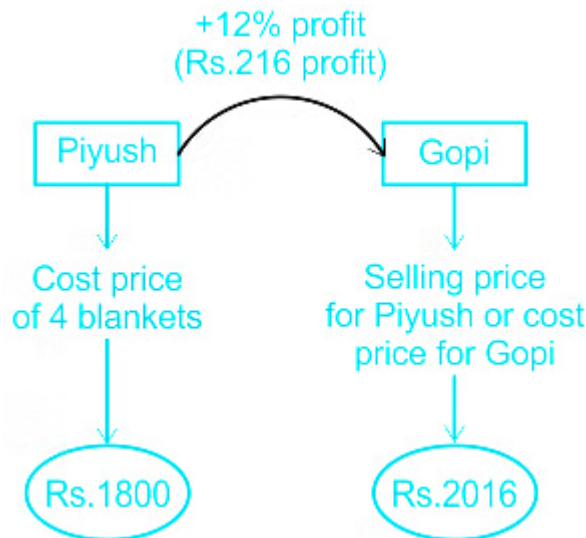 +12% profit
(Rs.216 profit)
Piyush
Gopi
Cost price
of 4 blankets
Selling price
for Piyush or cost
price for Gopi
Rs.1800
Rs.2016